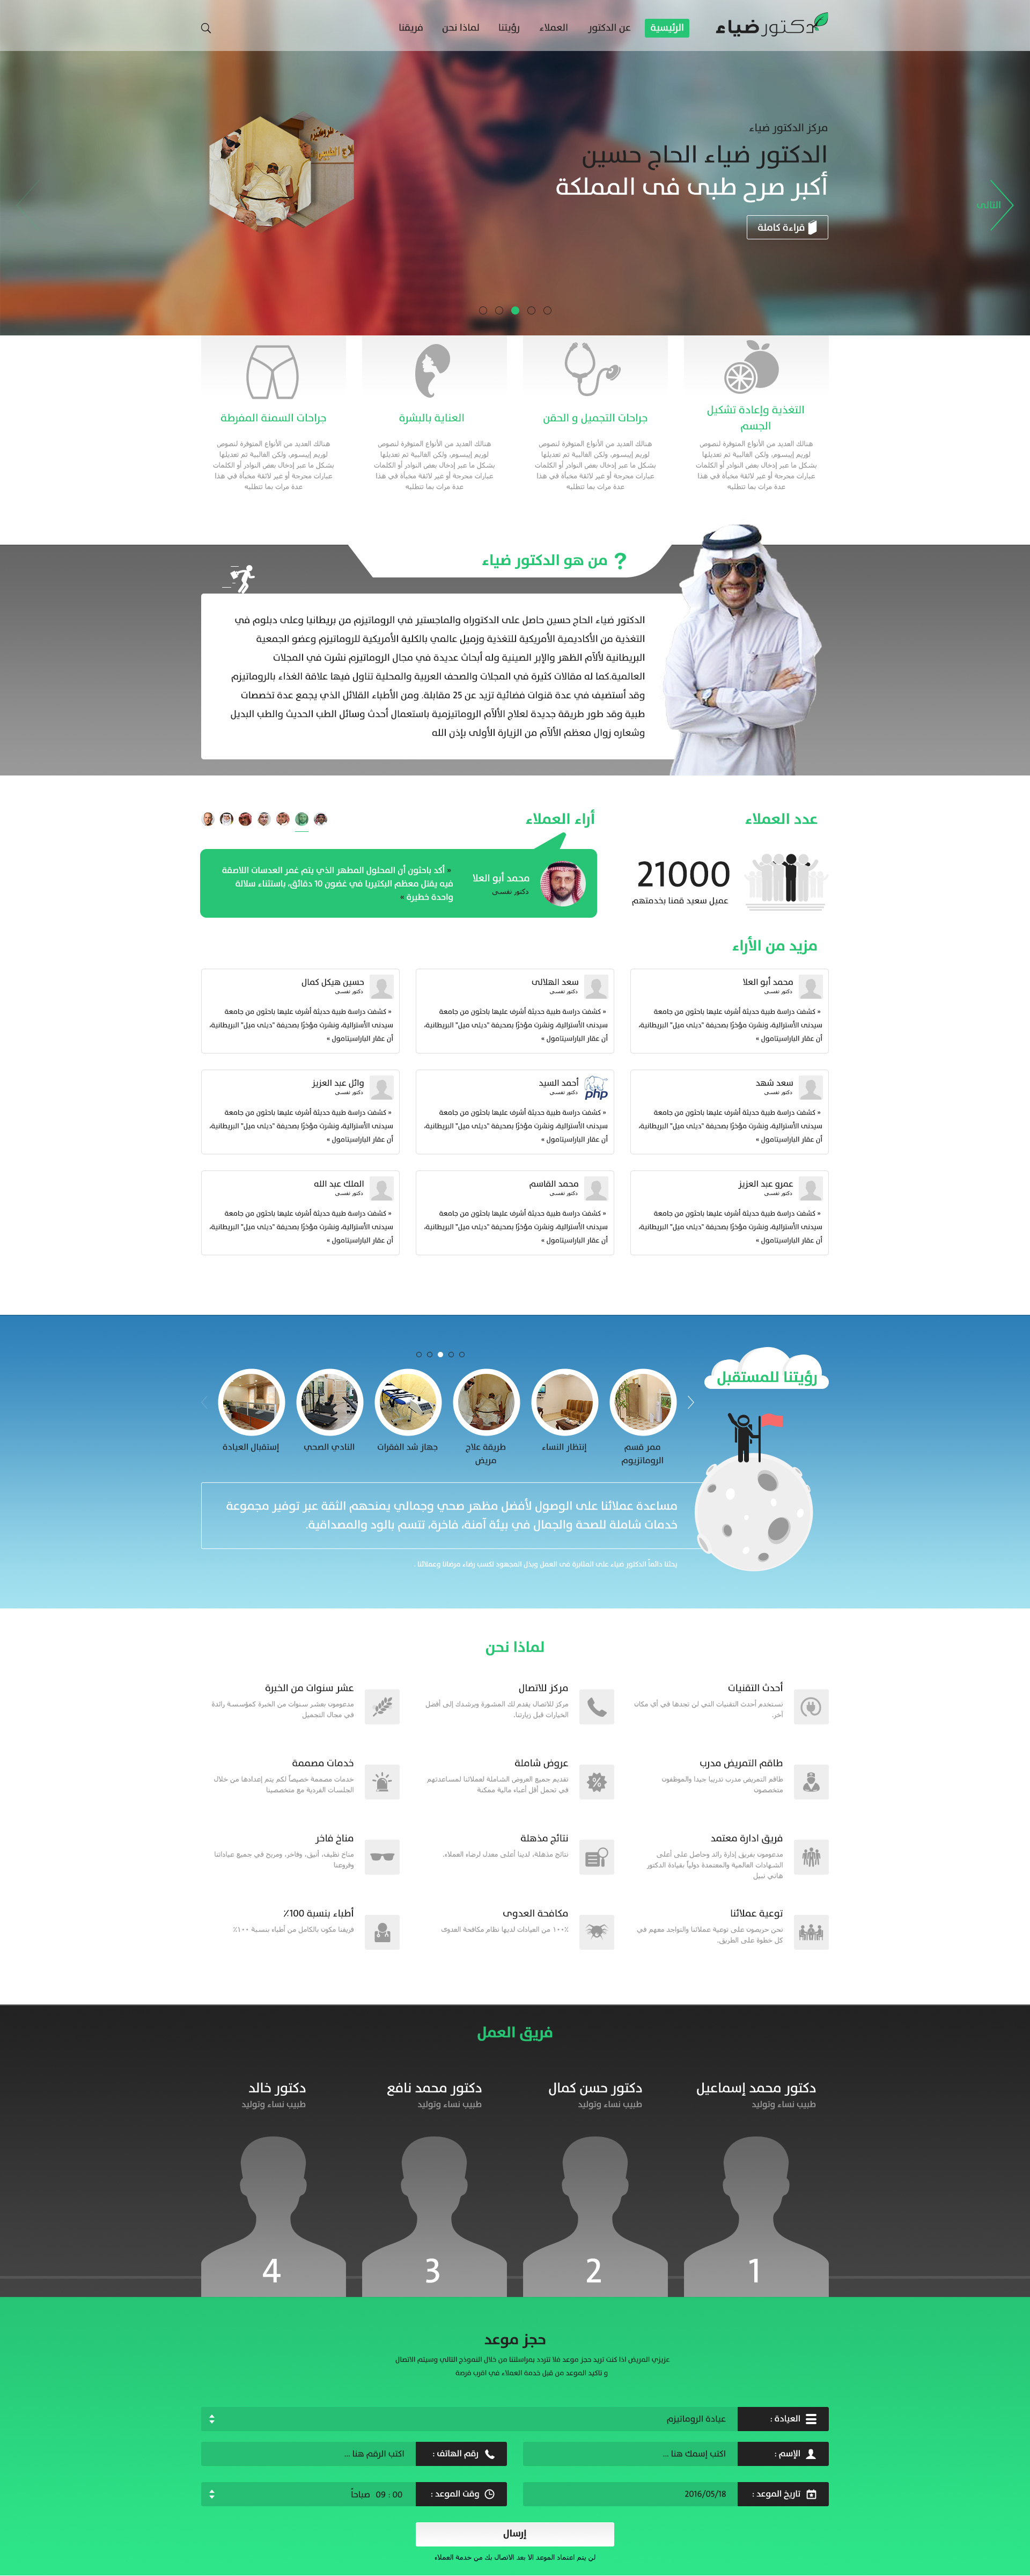 دكتور ضياء
الرئيسية
عن الدكتور
العملاء
رؤيتنا
لماذا نحن
فريقنا
مركز الدكتور ضياء
الدكتور ضياء الحاج حسين
أكبر صرح طبى فى المملكة
قراءة كاملة
التالى
التغذية وإعادة تشكيل
الجسم
هنالك العديد من الأنواع المتوفرة لنصوص
لوريم إيبسوم، ولكن الغالبية تم تعديلها
بشكل ما عبر إدخال بعض النوادر أو الكلمات
عبارات محرجة أو غير لائقة مخبأة في هذا
عدة مرات بما تتطلبه
جراحات التجميل و الحقن
هنالك العديد من الأنواع المتوفرة لنصوص
لوريم إيبسوم، ولكن الغالبية تم تعديلها
بشكل ما عبر إدخال بعض النوادر أو الكلمات
عبارات محرجة أو غير لائقة مخبأة في هذا
عدة مرات بما تتطلبه
العناية بالبشرة
هنالك العديد من الأنواع المتوفرة لنصوص
لوريم إيبسوم، ولكن الغالبية تم تعديلها
بشكل ما عبر إدخال بعض النوادر أو الكلمات
عبارات محرجة أو غير لائقة مخبأة في هذا
عدة مرات بما تتطلبه
جراحات السمنة المفرطة
هنالك العديد من الأنواع المتوفرة لنصوص
لوريم إيبسوم، ولكن الغالبية تم تعديلها
بشكل ما عبر إدخال بعض النوادر أو الكلمات
عبارات محرجة أو غير لائقة مخبأة في هذا
عدة مرات بما تتطلبه
؟ من هو الدكتور ضياء
الدكتور ضياء الحاج حسين حاصل على الدكتوراه والماجستير في الروماتيزم من بريطانيا وعلى دبلوم في
التغذية من الأكاديمية الأمريكية للتغذية وزميل عالمي بالكلية الأمريكية للروماتيزم وعضو الجمعية
البريطانية لآلام الظهر والإبر الصينية وله أبحاث عديدة في مجال الروماتيزم نشرت في المجلات
العالمية.كما له مقالات كثيرة في المجلات والصحف العربية والمحلية تناول فيها علاقة الغذاء بالروماتيزم
وقد أستضيف في عدة قنوات فضائية تزيد عن 25 مقابلة. ومن الأطباء القلائل الذي يجمع عدة تخصصات
طبية وقد طور طريقة جديدة لعلاج الألآم الروماتيزمية باستعمال أحدث وسائل الطب الحديث والطب البديل
وشعاره زوال معظم الألآم من الزيارة الأولى بإذن الله
عدد العملاء
21000
عميل سعيد قمنا بخدمتهم
أراء العملاء
محمد أبو العلا
دكتور نفسى
« أكد باحثون أن المحلول المطهر الذي يتم غمر العدسات اللاصقة
فيه يقتل معظم البكتيريا في غضون 10 دقائق، باستثناء سلالة
واحدة خطيرة »
مزيد من الأراء
محمد أبو العلا
دكتور نفسى
« كشفت دراسة طبية حديثة أشرف عليها باحثون من جامعة
سيدنى الأسترالية، ونشرت مؤخرًا بصحيفة "ديلى ميل" البريطانية،
أن عقار الباراسيتامول »
سعد الهلالى
دكتور نفسى
« كشفت دراسة طبية حديثة أشرف عليها باحثون من جامعة
سيدنى الأسترالية، ونشرت مؤخرًا بصحيفة "ديلى ميل" البريطانية،
أن عقار الباراسيتامول »
حسين هيكل كمال
دكتور نفسى
« كشفت دراسة طبية حديثة أشرف عليها باحثون من جامعة
سيدنى الأسترالية، ونشرت مؤخرًا بصحيفة "ديلى ميل" البريطانية،
أن عقار الباراسيتامول »
سعد شهد
دكتور نفسى
« كشفت دراسة طبية حديثة أشرف عليها باحثون من جامعة
سيدنى الأسترالية، ونشرت مؤخرًا بصحيفة "ديلى ميل" البريطانية،
أن عقار الباراسيتامول »
php
أحمد السيد
دكتور نفسى
« كشفت دراسة طبية حديثة أشرف عليها باحثون من جامعة
سيدنى الأسترالية، ونشرت مؤخرًا بصحيفة "ديلى ميل" البريطانية،
أن عقار الباراسيتامول »
وائل عبد العزيز
دكتور نفسى
« كشفت دراسة طبية حديثة أشرف عليها باحثون من جامعة
سيدنى الأسترالية، ونشرت مؤخرًا بصحيفة "ديلى ميل" البريطانية،
أن عقار الباراسيتامول »
عمرو عبد العزيز
دكتور نفسى
« كشفت دراسة طبية حديثة أشرف عليها باحثون من جامعة
سيدنى الأسترالية، ونشرت مؤخرًا بصحيفة "ديلى ميل" البريطانية،
أن عقار الباراسيتامول »
محمد القاسم
دكتور نفسى
« كشفت دراسة طبية حديثة أشرف عليها باحثون من جامعة
سيدنى الأسترالية، ونشرت مؤخرًا بصحيفة "ديلى ميل" البريطانية،
أن عقار الباراسيتامول »
الملك عبد الله
دكتور نفسى
« كشفت دراسة طبية حديثة أشرف عليها باحثون من جامعة
سيدنى الأسترالية، ونشرت مؤخرًا بصحيفة "ديلى ميل" البريطانية،
أن عقار الباراسيتامول »
رؤيتنا للمستقبل
ممر قسم
الروماتزيوم
إنتظار النساء
طريقة علاج
مريض
جهاز شد الفقرات
النادي الصحي
إستقبال العيادة
مساعدة عملائنا على الوصول لأفضل مظهر صحي وجمالي يمنحهم الثقة عبر توفير مجموعة
خدمات شاملة للصحة والجمال في بيئة آمنة، فاخرة، تتسم بالود والمصداقية.
يحثنا دائماً الدكتور ضياء على المثابرة فى العمل وبذل المجهود لكسب رضاء مرضانا وعملائنا .
لماذا نحن
أحدث التقنيات
نستخدم أحدث التقنيات التي لن تجدها في أي مكان
آخر.
مركز للاتصال
مركز للاتصال يقدم لك المشورة ويرشدك إلى أفضل
الخيارات قبل زيارتنا.
عشر سنوات من الخبرة
مدعومون بعشر سنوات من الخبرة كمؤسسة رائدة
في مجال التجميل
طاقم التمريض مدرب
طاقم التمريض مدرب تدريبا جيدا والموظفون
متخصصون
عروض شاملة
تقديم جميع العروض الشاملة لعملائنا لمساعدتهم
في تحمل أقل أعباء مالية ممكنة
خدمات مصممة
خدمات مصممة خصيصاً لكم يتم إعدادها من خلال
الجلسات الفردية مع متخصصينا
فريق ادارة معتمد
مدعومون بفريق إدارة رائد وحاصل على أعلى
الشهادات العالمية والمعتمدة دولياً بقيادة الدكتور
هاني نبيل
نتائج مذهلة
نتائج مذهلة، لدينا أعلى معدل لرضاء العملاء.
مناخ فاخر
مناخ نظيف، أنيق، وفاخر، ومريح في جميع عياداتنا
وفروعنا
توعية عملائنا
نحن حريصون على توعية عملائنا والتواجد معهم في
كل خطوة على الطريق.
مكافحة العدوى
١٠٠٪ من العيادات لديها نظام مكافحة العدوى
أطباء بنسبة 100٪
فريقنا مكون بالكامل من أطباء بنسبة ١٠٠٪
فريق العمل
دكتور محمد إسماعيل
طبيب نساء وتوليد
1
دكتور حسن كمال
طبيب نساء وتوليد
2
دكتور محمد نافع
طبيب نساء وتوليد
3
دكتور خالد
طبيب نساء وتوليد
4
حجز موعد
عزيزي المريض اذا كنت تريد حجز موعد فلا تتردد بمراسلتنا من خلال النموذج التالي وسيتم الاتصال
و تاكيد الموعد من قبل خدمة العملاء في اقرب فرصة
العيادة :
عيادة الروماتيزم
الإسم :
اكتب إسمك هنا ...
رقم الهاتف :
اكتب الرقم هنا ...
تاريخ الموعد :
2016/05/18
وقت الموعد :
09 : 00 صباحاً
إرسال
لن يتم اعتماد الموعد الا بعد الاتصال بك من خدمة العملاء